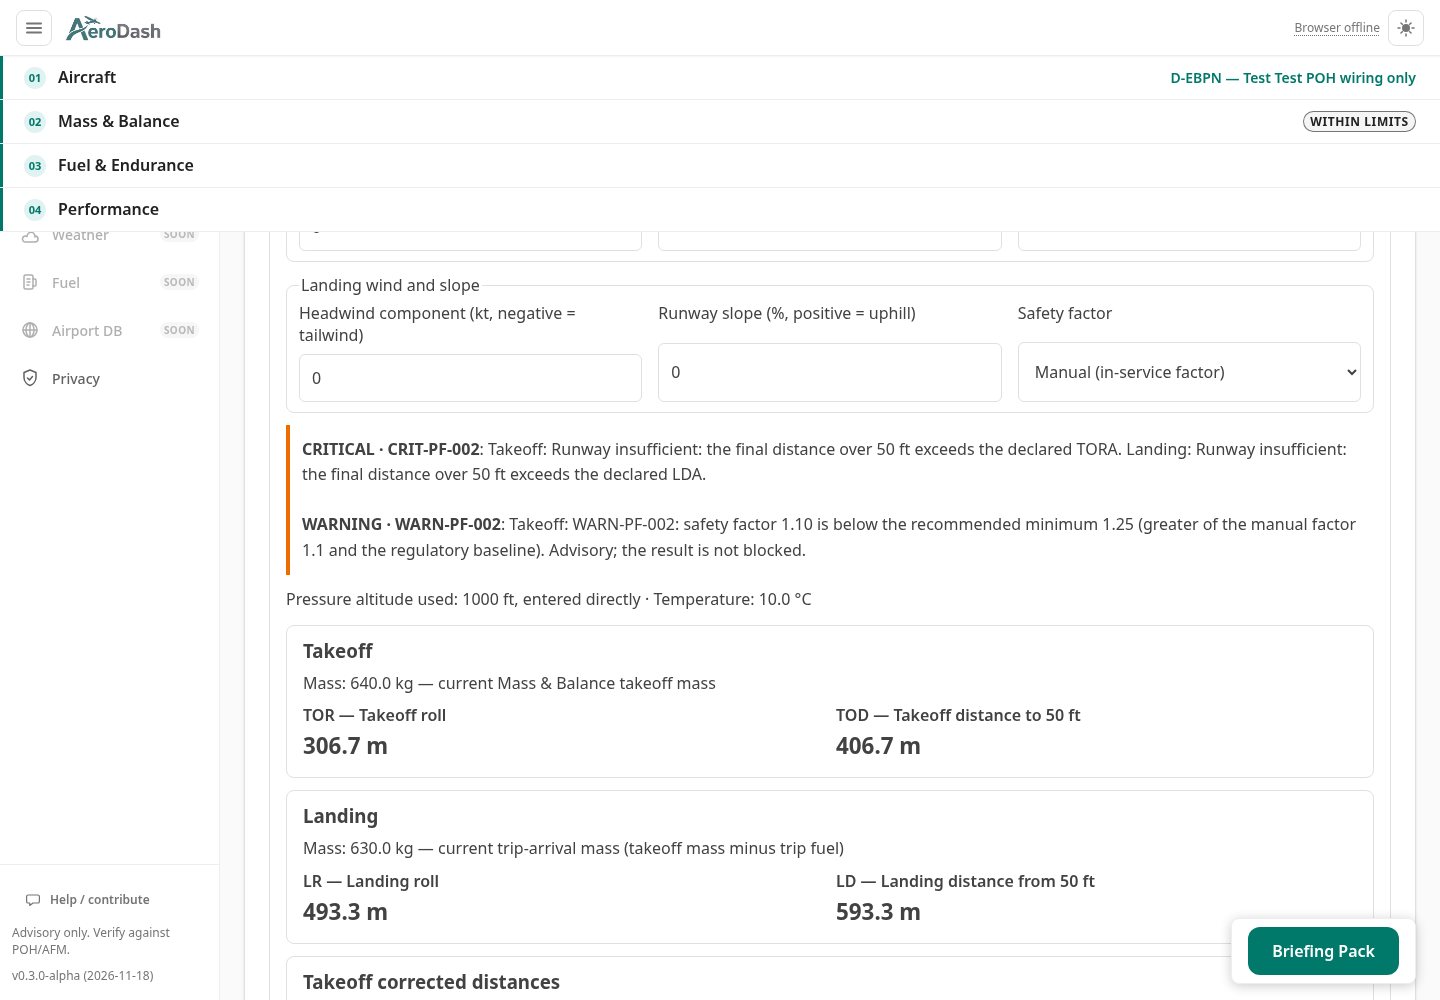 AeroDash
Browser offline
01 Aircraft
D-EBPN — Test Test POH wiring only
02 Mass & Balance
WITHIN LIMITS
03 Fuel & Endurance
04 Performance
Weather SOON
Fuel SOON
Airport DB SOON
Privacy
Landing wind and slope
Headwind component (kt, negative =
tailwind)
0
Runway slope (%, positive = uphill)
0
Safety factor
Manual (in-service factor)
CRITICAL · CRIT-PF-002: Takeoff: Runway insufficient: the final distance over 50 ft exceeds the declared TORA. Landing: Runway insufficient:
the final distance over 50 ft exceeds the declared LDA.
WARNING · WARN-PF-002: Takeoff: WARN-PF-002: safety factor 1.10 is below the recommended minimum 1.25 (greater of the manual factor
1.1 and the regulatory baseline). Advisory; the result is not blocked.
Pressure altitude used: 1000 ft, entered directly · Temperature: 10.0 °C
Takeoff
Mass: 640.0 kg — current Mass & Balance takeoff mass
TOR — Takeoff roll
306.7 m
TOD — Takeoff distance to 50 ft
406.7 m
Landing
Mass: 630.0 kg — current trip-arrival mass (takeoff mass minus trip fuel)
LR — Landing roll
493.3 m
LD — Landing distance from 50 ft
593.3 m
Takeoff corrected distances
Briefing Pack
Help / contribute
Advisory only. Verify against
POH/AFM.
v0.3.0-alpha (2026-11-18)